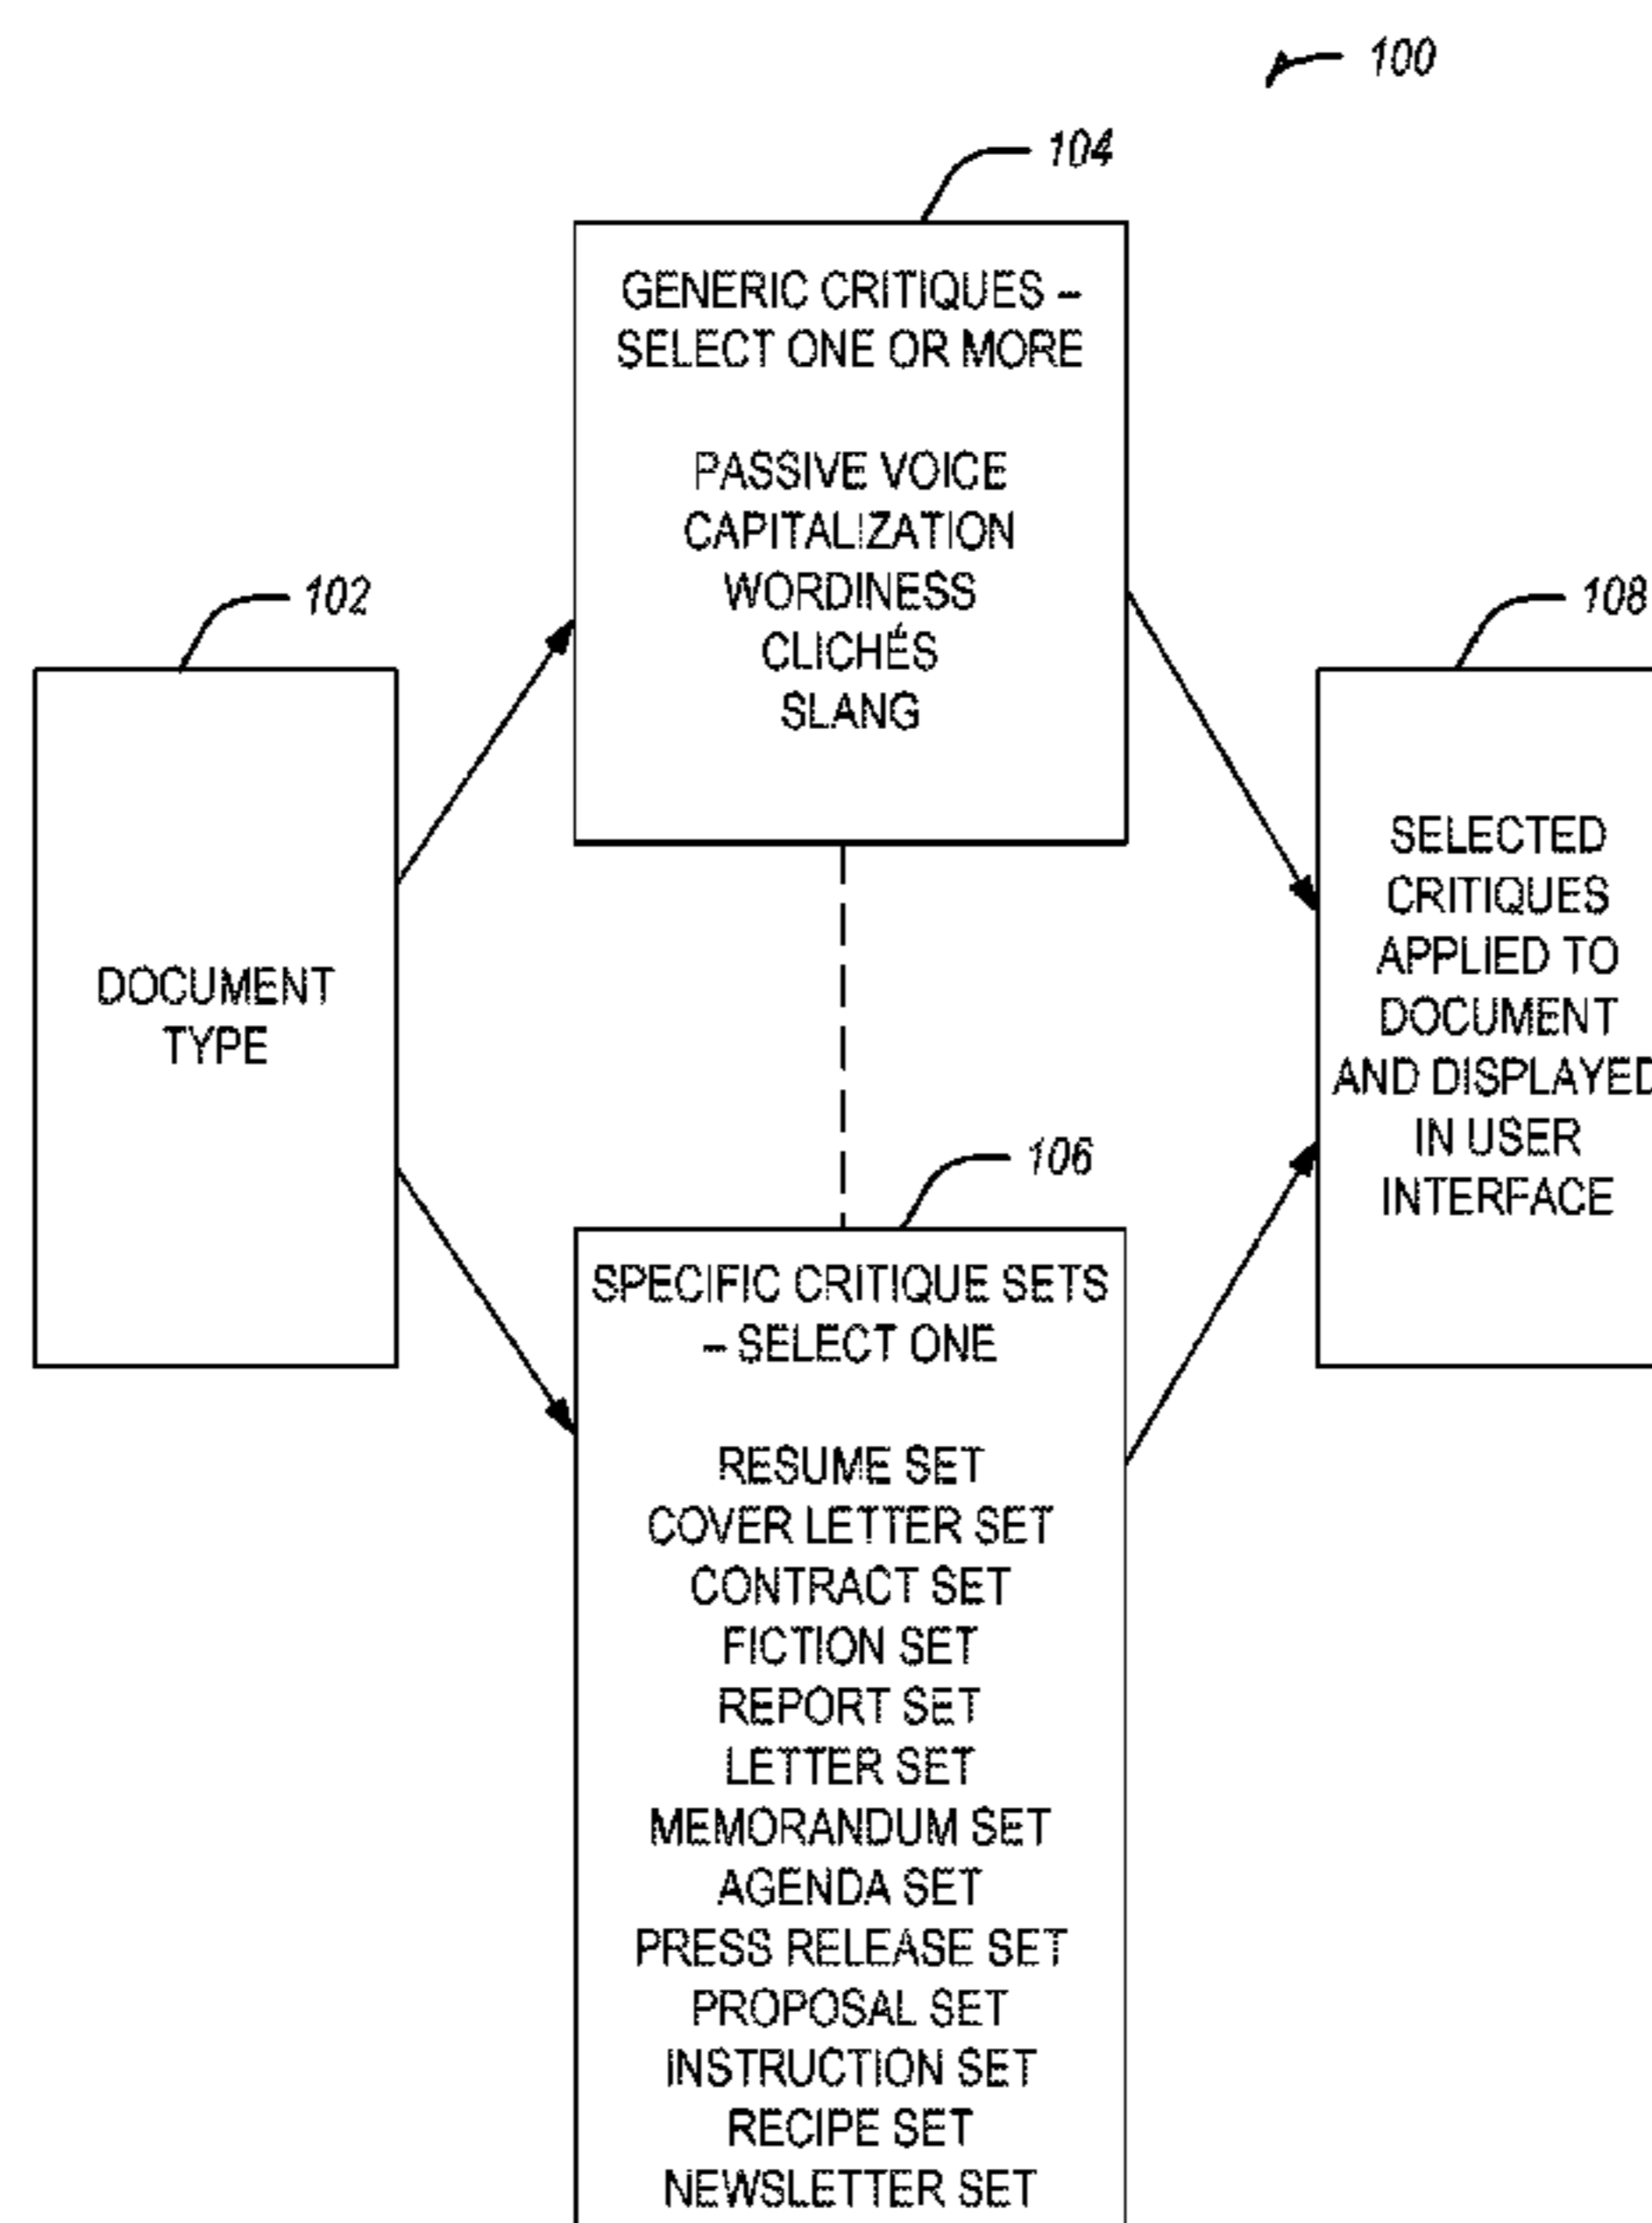 100
104
GENERIC CRITIQUES –
SELECT ONE OR MORE
PASSIVE VOICE
CAPITALIZATION
WORDINESS
CLICHÉS
SLANG
102
DOCUMENT
TYPE
108
SELECTED
CRITIQUES
APPLIED TO
DOCUMENT
AND DISPLAYED
IN USER
INTERFACE
106
SPECIFIC CRITIQUE SETS
– SELECT ONE
RESUME SET
COVER LETTER SET
CONTRACT SET
FICTION SET
REPORT SET
LETTER SET
MEMORANDUM SET
AGENDA SET
PRESS RELEASE SET
PROPOSAL SET
INSTRUCTION SET
RECIPE SET
NEWSLETTER SET